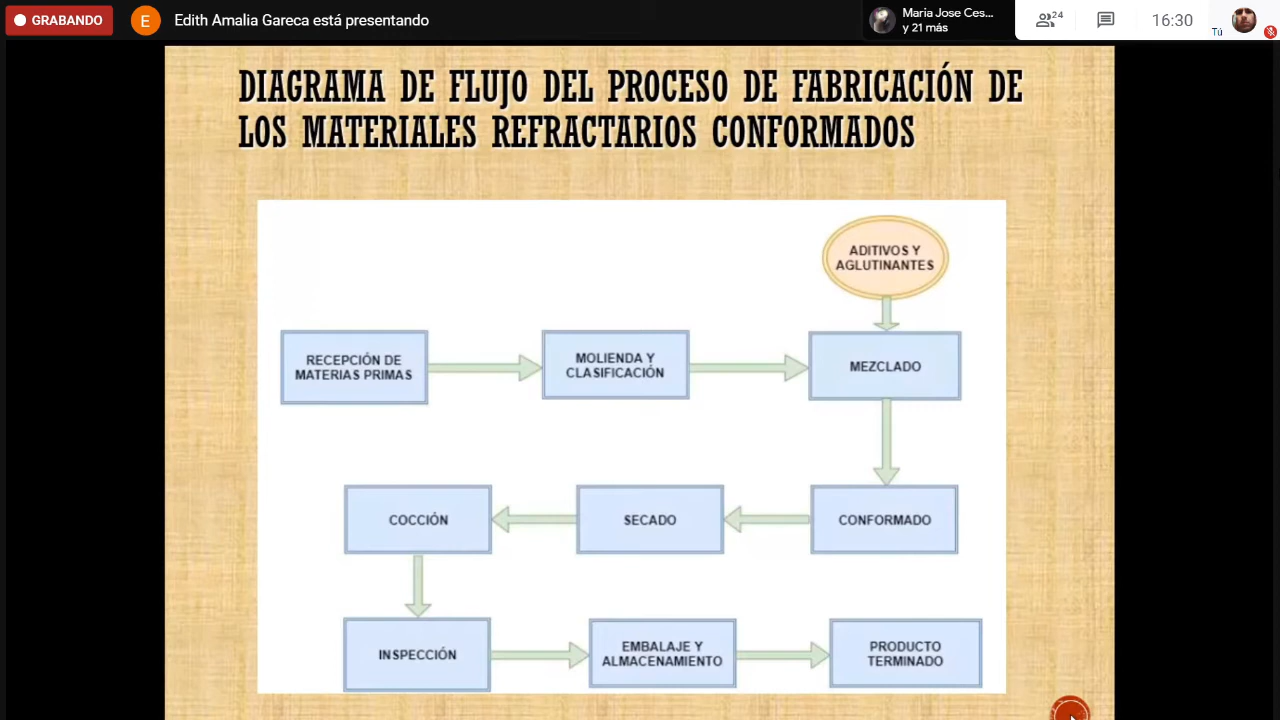 GRABANDO
Edith Amalia Gareca está presentando
Maria Jose Ces...
y 21 más
24
16:30
Tú
E
DIAGRAMA DE FLUJO DEL PROCESO DE FABRICACIÓN DE
LOS MATERIALES REFRACTARIOS CONFORMADOS
ADITIVOS Y
AGLUTINANTES
RECEPCIÓN DE
MATERIAS PRIMAS
MOLIENDA Y
CLASIFICACIÓN
MEZCLADO
COCCIÓN
SECADO
CONFORMADO
INSPECCIÓN
EMBALAJE Y
ALMACENAMIENTO
PRODUCTO
TERMINADO